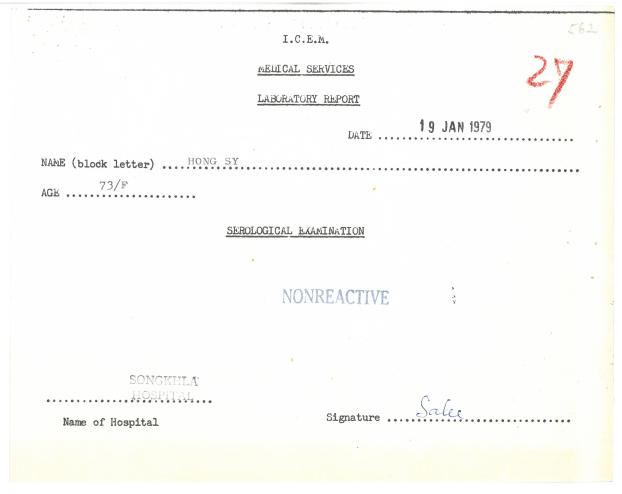 562
I.C.E.M.
27
MEDICAL SERVICES
LABORATORY REPORT
DATE 19 JAN 1979
NAME (block letter) HONG SY
AGE 73/F
SEROLOGICAL EXAMINATION
NONREACTIVE
SONGKHLA
HOSPITAL
Name of Hospital
Signature